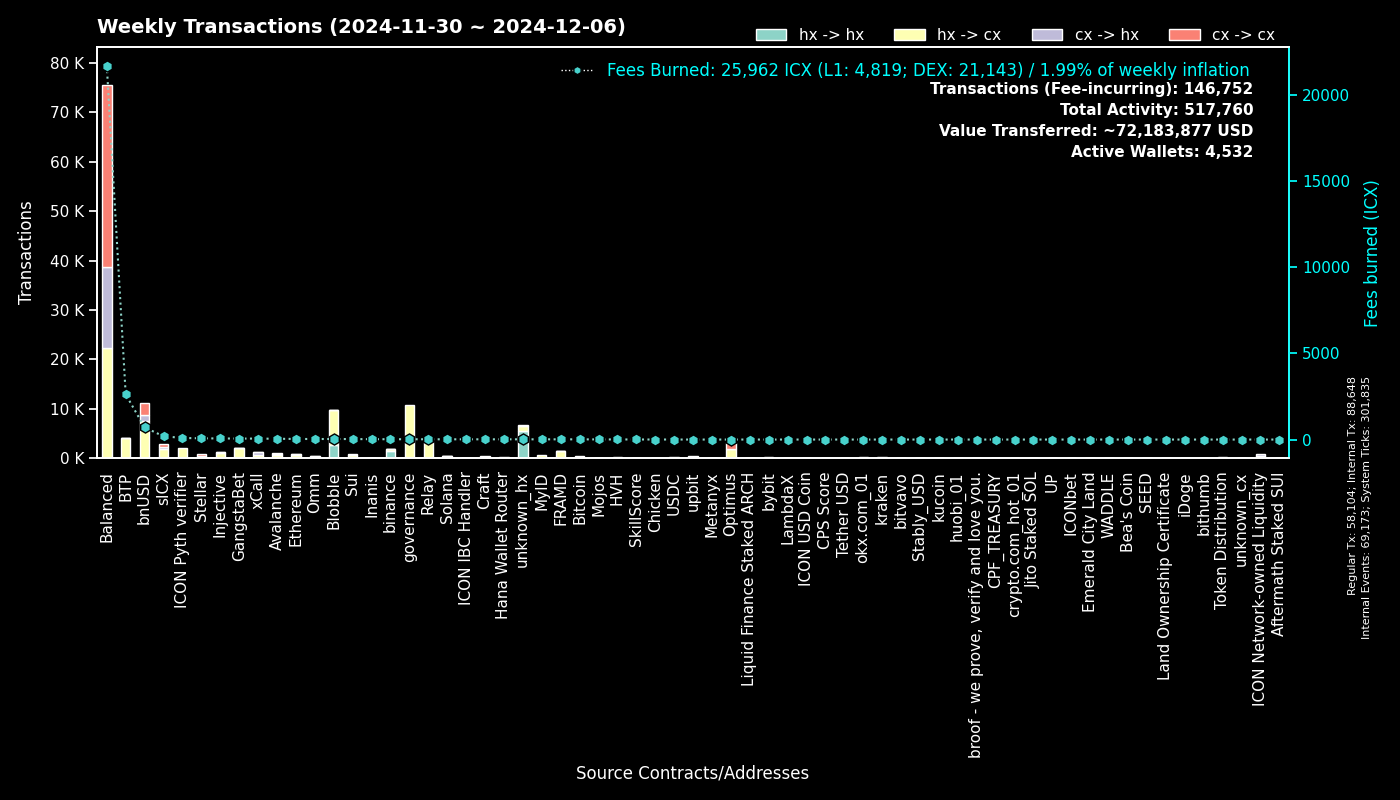 Weekly Transactions (2024-11-30 ~ 2024-12-06)
hx -> hx
hx -> cx
cx -> hx
cx -> cx
Fees Burned: 25,962 ICX (L1: 4,819; DEX: 21,143) / 1.99% of weekly inflation
Transactions (Fee-incurring): 146,752
Total Activity: 517,760
Value Transferred: ~72,183,877 USD
Active Wallets: 4,532
Transactions
80 K
70 K
60 K
50 K
40 K
30 K
20 K
10 K
0 K
20000
15000
10000
5000
0
Fees burned (ICX)
Regular Tx: 58,104; Internal Tx: 88,648
Internal Events: 69,173; System Ticks: 301,835
Balanced
BTP
bnUSD
sICX
ICON Pyth verifier
Stellar
Injective
GangstaBet
xCall
Avalanche
Ethereum
Omm
Blobble
Sui
Inanis
binance
governance
Relay
Solana
ICON IBC Handler
Craft
Hana Wallet Router
unknown_hx
MyID
FRAMD
Bitcoin
Mojos
HVH
SkillScore
Chicken
USDC
upbit
Metanyx
Optimus
Liquid Finance Staked ARCH
bybit
LambdaX
ICON USD Coin
CPS Score
Tether USD
okx.com_01
kraken
bitvavo
Stably_USD
kucoin
huobi_01
broof - we prove, verify and love you.
CPF_TREASURY
crypto.com_hot_01
Jito Staked SOL
UP
ICONbet
Emerald City Land
WADDLE
Bea's Coin
SEED
Land Ownership Certificate
iDoge
bithumb
Token Distribution
unknown_cx
ICON Network-owned Liquidity
Aftermath Staked SUI
Source Contracts/Addresses